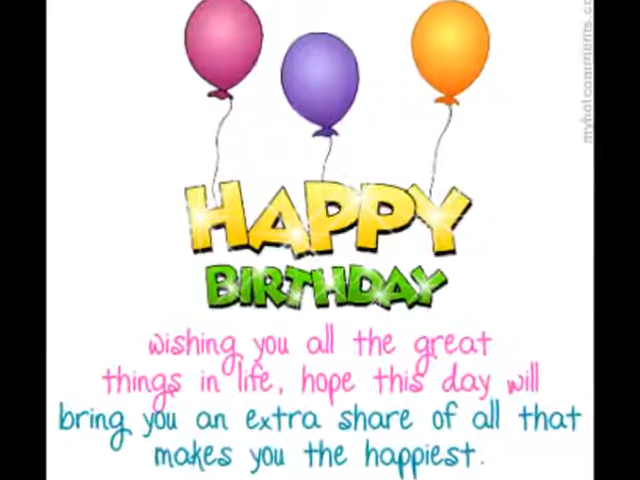 HAPPY
BIRTHDAY
wishing you all the great
things in life, hope this day will
bring you an extra share of all that
makes you the happiest.